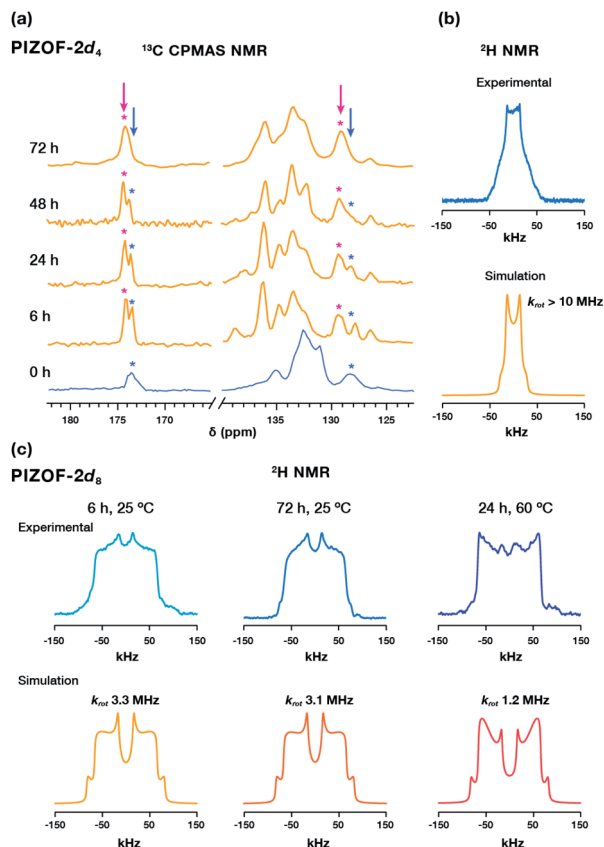 (a)
PIZOF-2d₄ ¹³C CPMAS NMR
* 
72 h
* *
48 h
* *
24 h
* *
6 h
* *
0 h
180 175 170 135 130 125
δ (ppm)
(b)
²H NMR
Experimental
-150 -50 50 150
kHz
Simulation
k_rot > 10 MHz
-150 -50 50 150
kHz
(c)
PIZOF-2d₈ ²H NMR
6 h, 25 ºC 72 h, 25 ºC 24 h, 60 ºC
Experimental
-150 -50 50 150 -150 -50 50 150 -150 -50 50 150
kHz kHz kHz
Simulation
k_rot 3.3 MHz k_rot 3.1 MHz k_rot 1.2 MHz
-150 -50 50 150 -150 -50 50 150 -150 -50 50 150
kHz kHz kHz